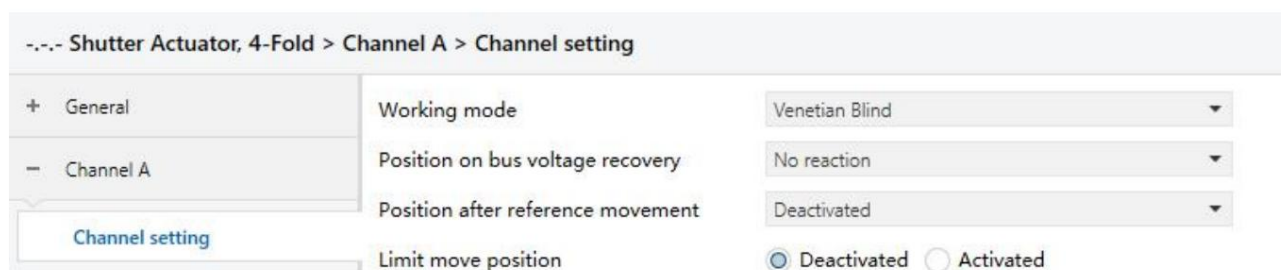 -.-.- Shutter Actuator, 4-Fold > Channel A > Channel setting
+ General
Working mode Venetian Blind
Position on bus voltage recovery No reaction
− Channel A
Position after reference movement Deactivated
Channel setting
Limit move position Deactivated Activated